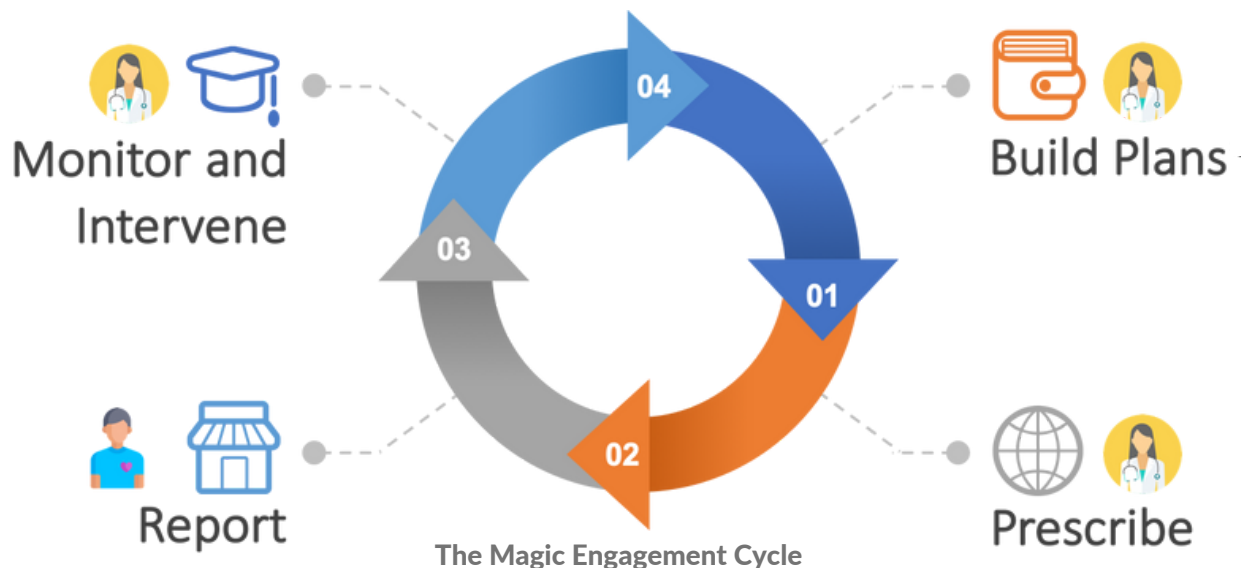 04
Monitor and
Intervene
Build Plans
03
01
02
Report
Prescribe
The Magic Engagement Cycle